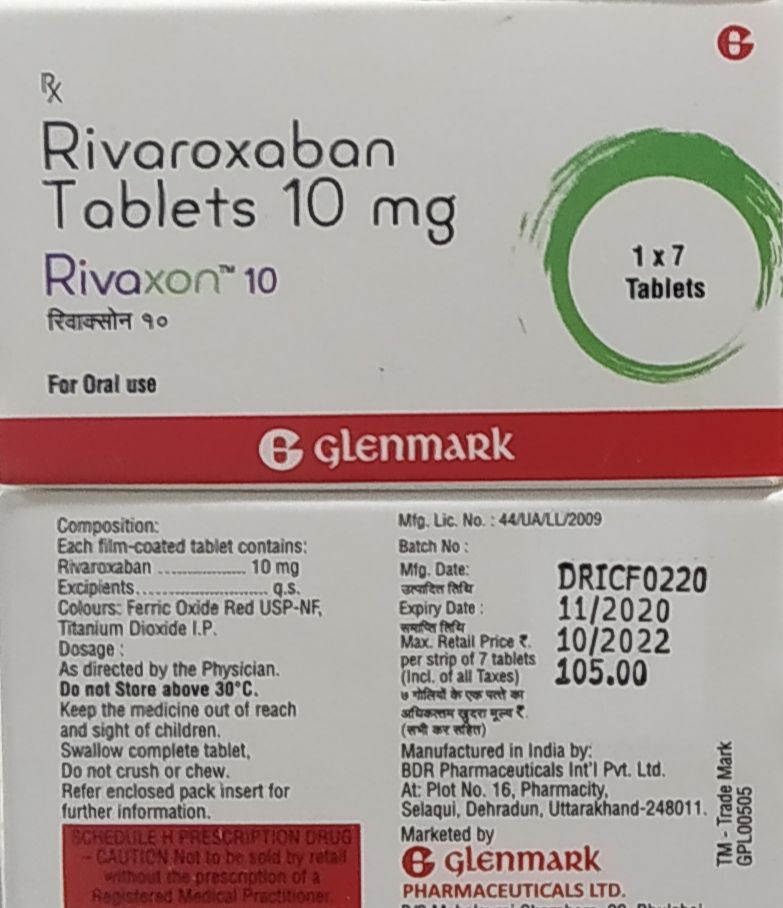 Rx
Rivaroxaban
Tablets 10 mg
Rivaxon™ 10
रिवाक्सोन १०
For Oral use
1 x 7
Tablets
GLENMARK
Composition:
Each film-coated tablet contains:
Rivaroxaban .................. 10 mg
Excipients........................... q.s.
Colours: Ferric Oxide Red USP-NF,
Titanium Dioxide I.P.
Dosage :
As directed by the Physician.
Do not Store above 30°C.
Keep the medicine out of reach
and sight of children.
Swallow complete tablet,
Do not crush or chew.
Refer enclosed pack insert for
further information.
SCHEDULE H PRESCRIPTION DRUG
- CAUTION Not to be sold by retail
without the prescription of a
Registered Medical Practitioner.
Mfg. Lic. No. : 44/UA/LL/2009
Batch No :
Mfg. Date:
उत्पादित तिथि
Expiry Date :
समाप्ति तिथि
Max. Retail Price ₹.
per strip of 7 tablets
(Incl. of all Taxes)
७ गोलियों के एक पत्ते का
अधिकतम खुदरा मूल्य ₹.
(सभी कर सहित)
DRICF0220
11/2020
10/2022
105.00
Manufactured in India by:
BDR Pharmaceuticals Int'l Pvt. Ltd.
At: Plot No. 16, Pharmacity,
Selaqui, Dehradun, Uttarakhand-248011.
Marketed by
GLENMARK
PHARMACEUTICALS LTD.
TM - Trade Mark
GPL00505